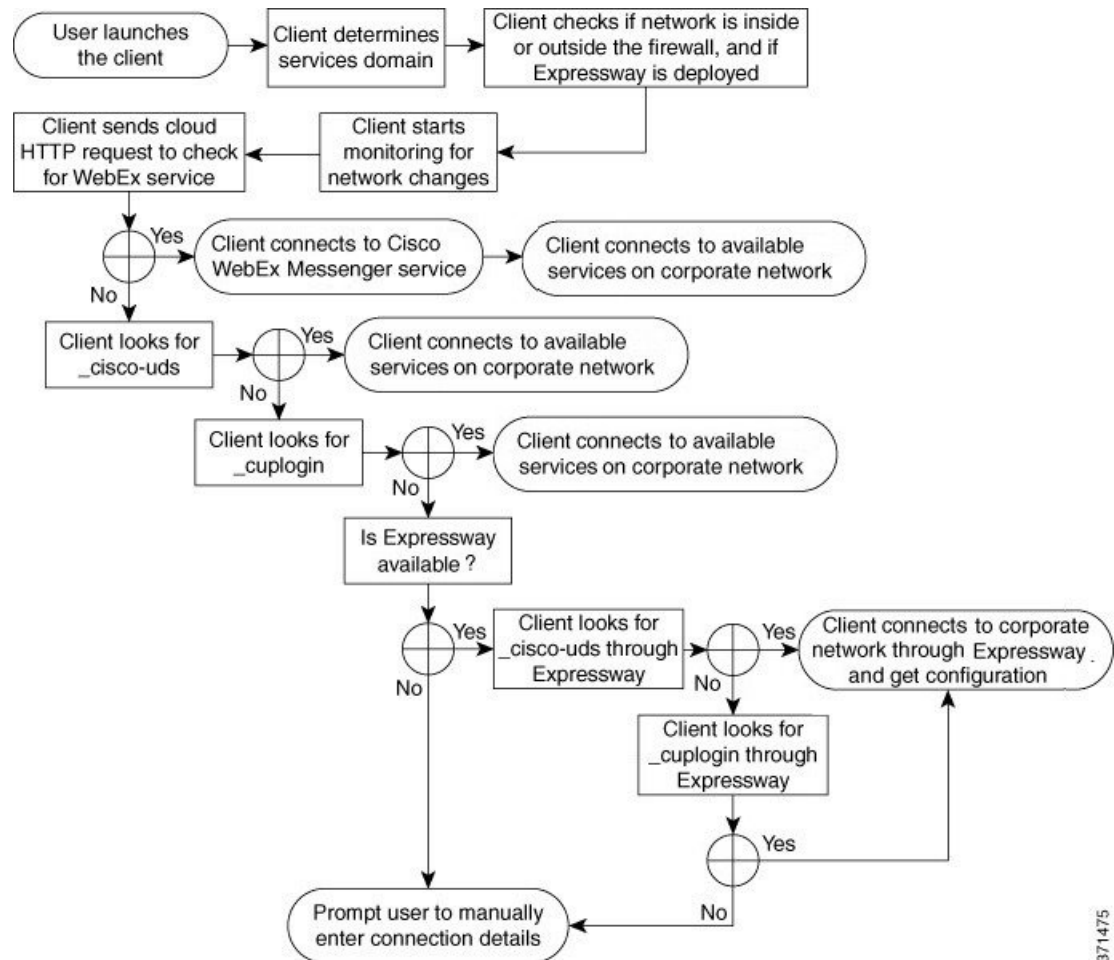 User launches
the client
Client determines
services domain
Client checks if network is inside
or outside the firewall, and if
Expressway is deployed
Client sends cloud
HTTP request to check
for WebEx service
Client starts
monitoring for
network changes
Yes
Client connects to Cisco
WebEx Messenger service
Client connects to available
services on corporate network
No
Client looks for
_cisco-uds
Yes
Client connects to available
services on corporate network
No
Client looks for
_cuplogin
Yes
Client connects to available
services on corporate network
No
Is Expressway
available ?
Yes
Client looks for
_cisco-uds through
Expressway
Yes
Client connects to corporate
network through Expressway
and get configuration
No
No
Client looks for
_cuplogin through
Expressway
Yes
No
Prompt user to manually
enter connection details
371475